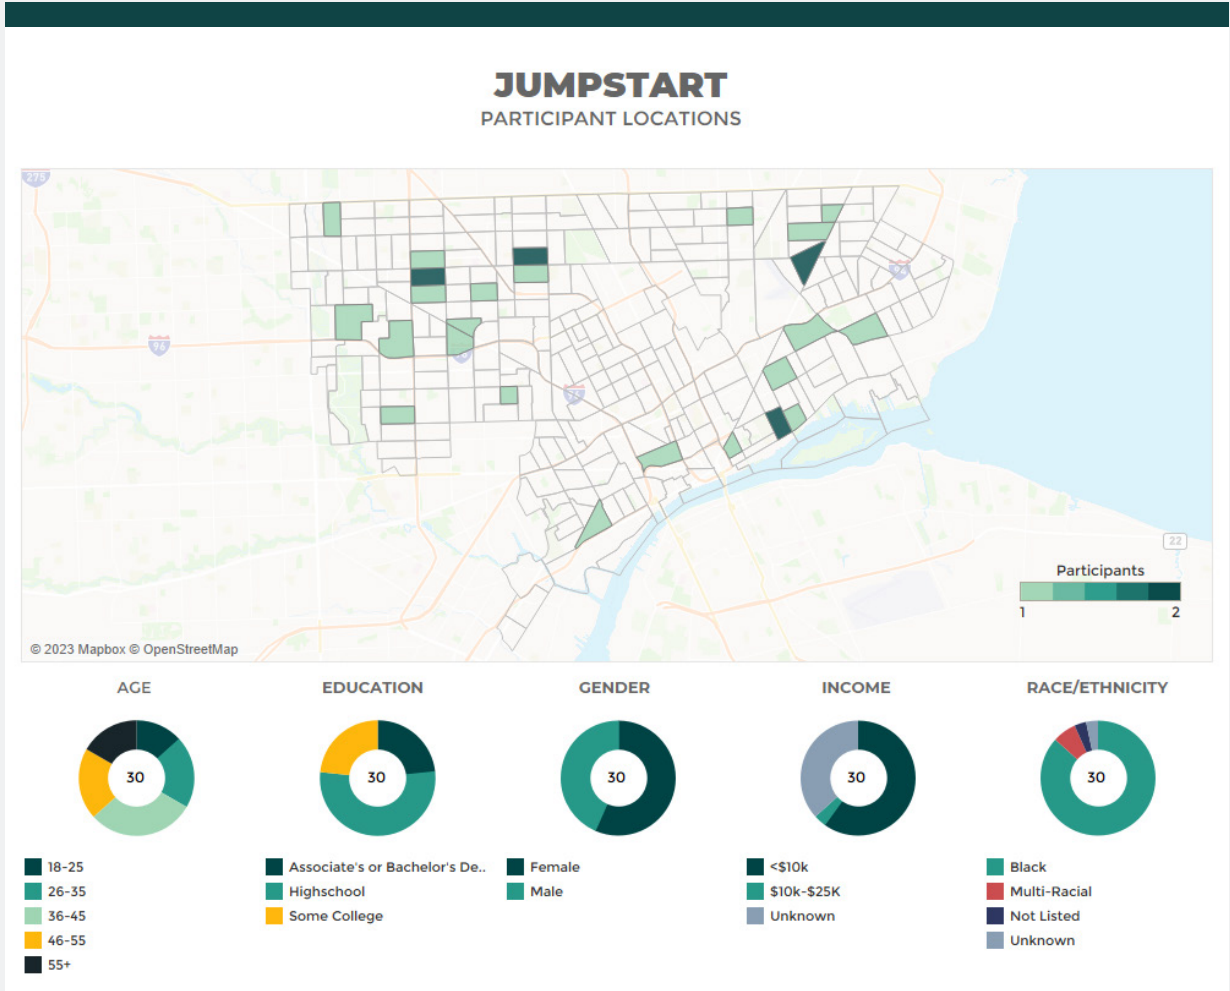 JUMPSTART
PARTICIPANT LOCATIONS
275
96
94
75
22
Participants
1 2
© 2023 Mapbox © OpenStreetMap
AGE EDUCATION GENDER INCOME RACE/ETHNICITY
30 30 30 30 30
18-25 Associate's or Bachelor's De.. Female <$10k Black
26-35 Highschool Male $10k-$25K Multi-Racial
36-45 Some College Unknown Not Listed
46-55 Unknown
55+